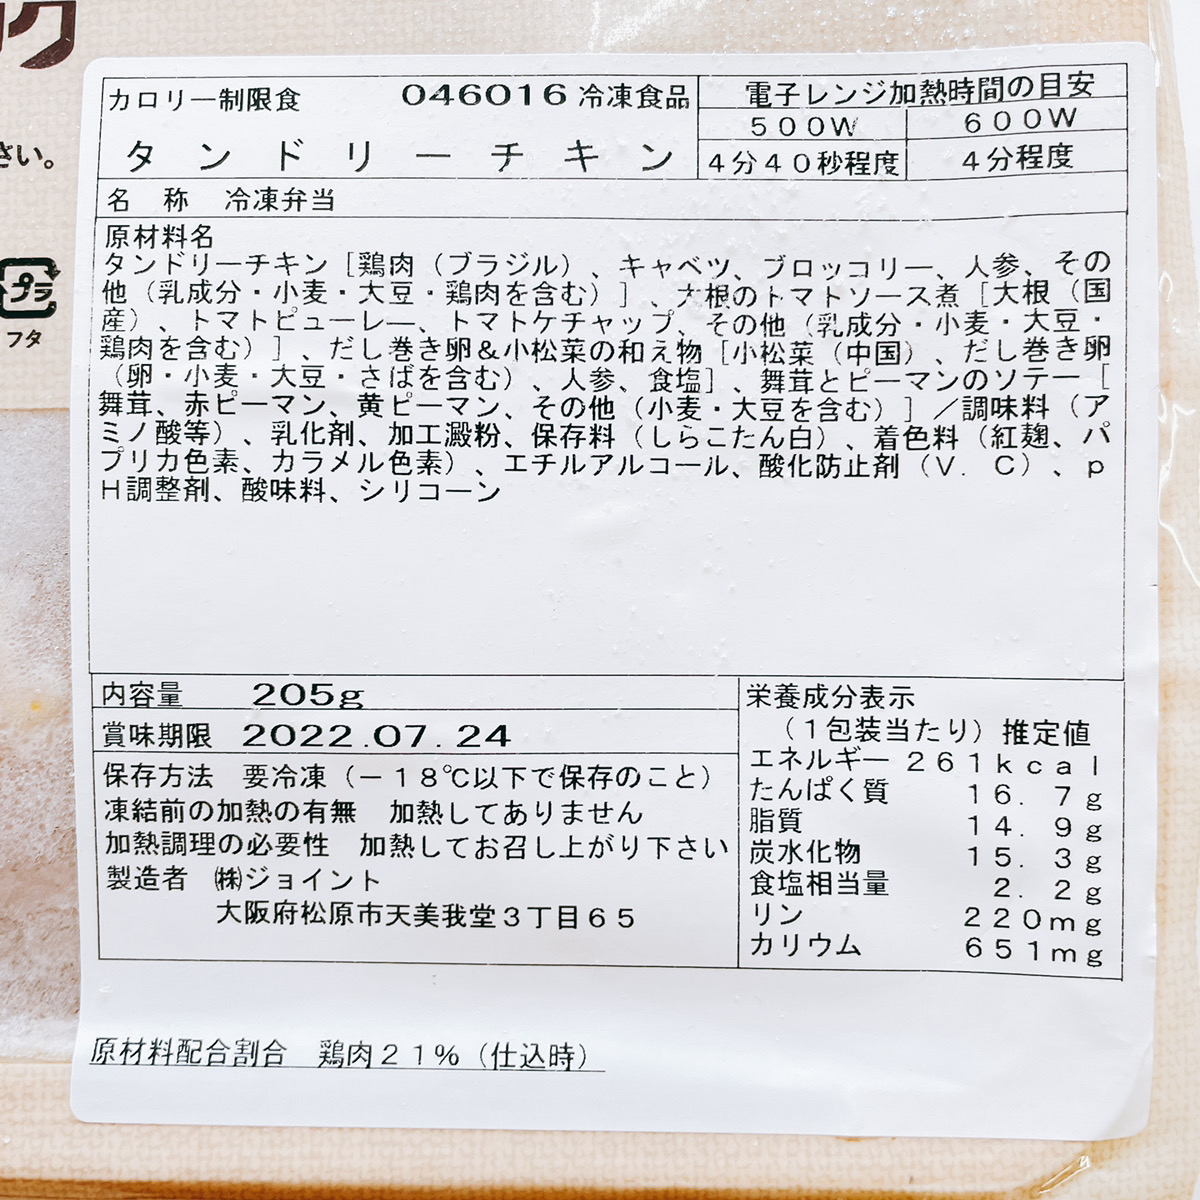 さい。
プラ
フタ
カロリー制限食 046016 冷凍食品
タンドリーチキン
電子レンジ加熱時間の目安
500W 600W
4分40秒程度 4分程度
名 称 冷凍弁当
原材料名
タンドリーチキン[鶏肉(ブラジル)、キャベツ、ブロッコリー、人参、その
他(乳成分・小麦・大豆・鶏肉を含む)]、大根のトマトソース煮[大根(国
産)、トマトピューレー、トマトケチャップ、その他(乳成分・小麦・大豆・
鶏肉を含む)]、だし巻き卵&小松菜の和え物[小松菜(中国)、だし巻き卵
(卵・小麦・大豆・さばを含む)、人参、食塩]、舞茸とピーマンのソテー[
舞茸、赤ピーマン、黄ピーマン、その他(小麦・大豆を含む)]/調味料(ア
ミノ酸等)、乳化剤、加工澱粉、保存料(しらこたん白)、着色料(紅麹、パ
プリカ色素、カラメル色素)、エチルアルコール、酸化防止剤(V.C)、p
H調整剤、酸味料、シリコーン
内容量 205g
賞味期限 2022.07.24
保存方法 要冷凍(-18℃以下で保存のこと)
凍結前の加熱の有無 加熱してありません
加熱調理の必要性 加熱してお召し上がり下さい
製造者 ㈱ジョイント
大阪府松原市天美我堂3丁目65
栄養成分表示
(1包装当たり)推定値
エネルギー 261kcal
たんぱく質 16.7g
脂質 14.9g
炭水化物 15.3g
食塩相当量 2.2g
リン 220mg
カリウム 651mg
原材料配合割合 鶏肉21%(仕込時)